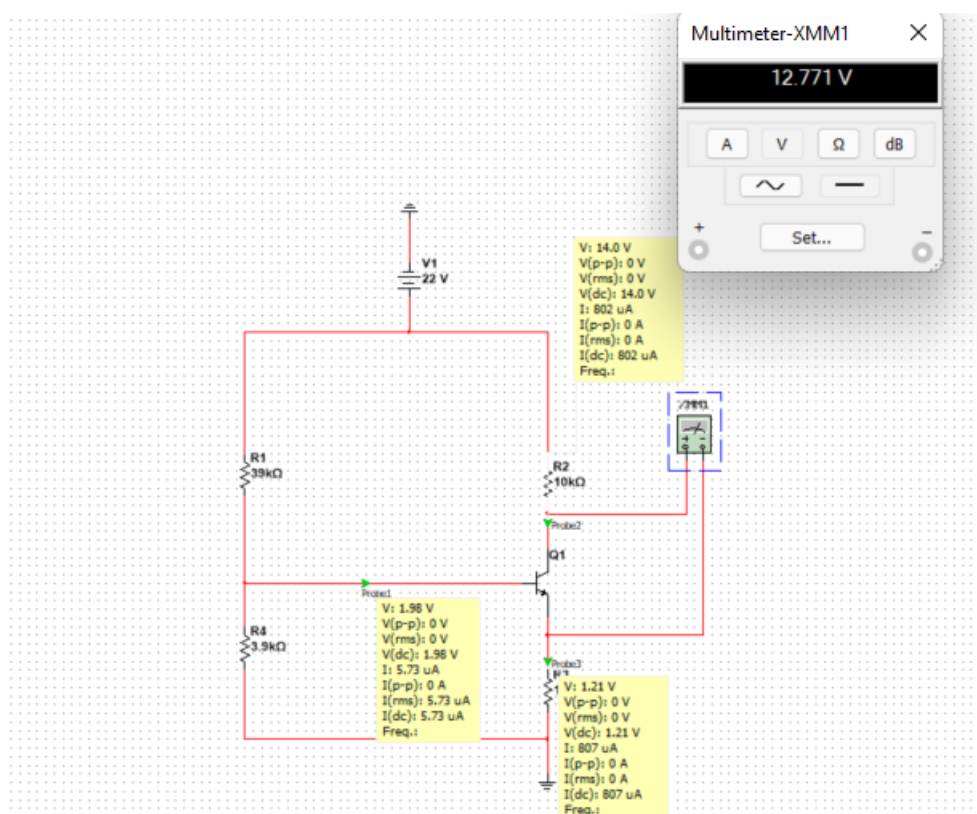 Multimeter-XMM1
12.771 V
A
V
Ω
dB
+
Set...
−
V1
22 V
V: 14.0 V
V(p-p): 0 V
V(rms): 0 V
V(dc): 14.0 V
I: 802 uA
I(p-p): 0 A
I(rms): 0 A
I(dc): 802 uA
Freq.:
XMM1
R1
39kΩ
R2
10kΩ
Probe2
Q1
Probe1
V: 1.98 V
V(p-p): 0 V
V(rms): 0 V
V(dc): 1.98 V
I: 5.73 uA
I(p-p): 0 A
I(rms): 5.73 uA
I(dc): 5.73 uA
Freq.:
R4
3.9kΩ
Probe3
V: 1.21 V
V(p-p): 0 V
V(rms): 0 V
V(dc): 1.21 V
I: 807 uA
I(p-p): 0 A
I(rms): 0 A
I(dc): 807 uA
Freq.: